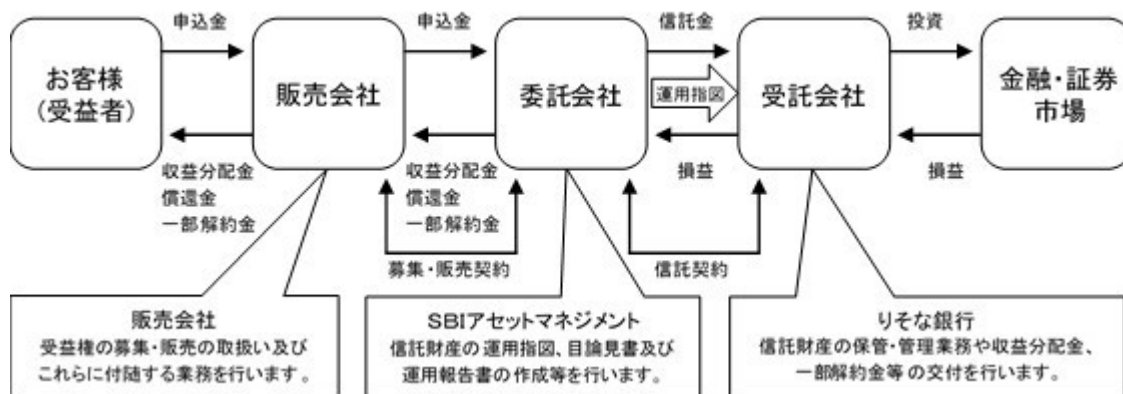 申込金
申込金
信託金
投資
お客様
(受益者)
販売会社
委託会社
運用指図
受託会社
金融・証券
市場
収益分配金
償還金
一部解約金
収益分配金
償還金
一部解約金
損益
損益
募集・販売契約
信託契約
販売会社
受益権の募集・販売の取扱い及び
これらに付随する業務を行います。
SBIアセットマネジメント
信託財産の運用指図、目論見書及び
運用報告書の作成等を行います。
りそな銀行
信託財産の保管・管理業務や収益分配金、
一部解約金等の交付を行います。